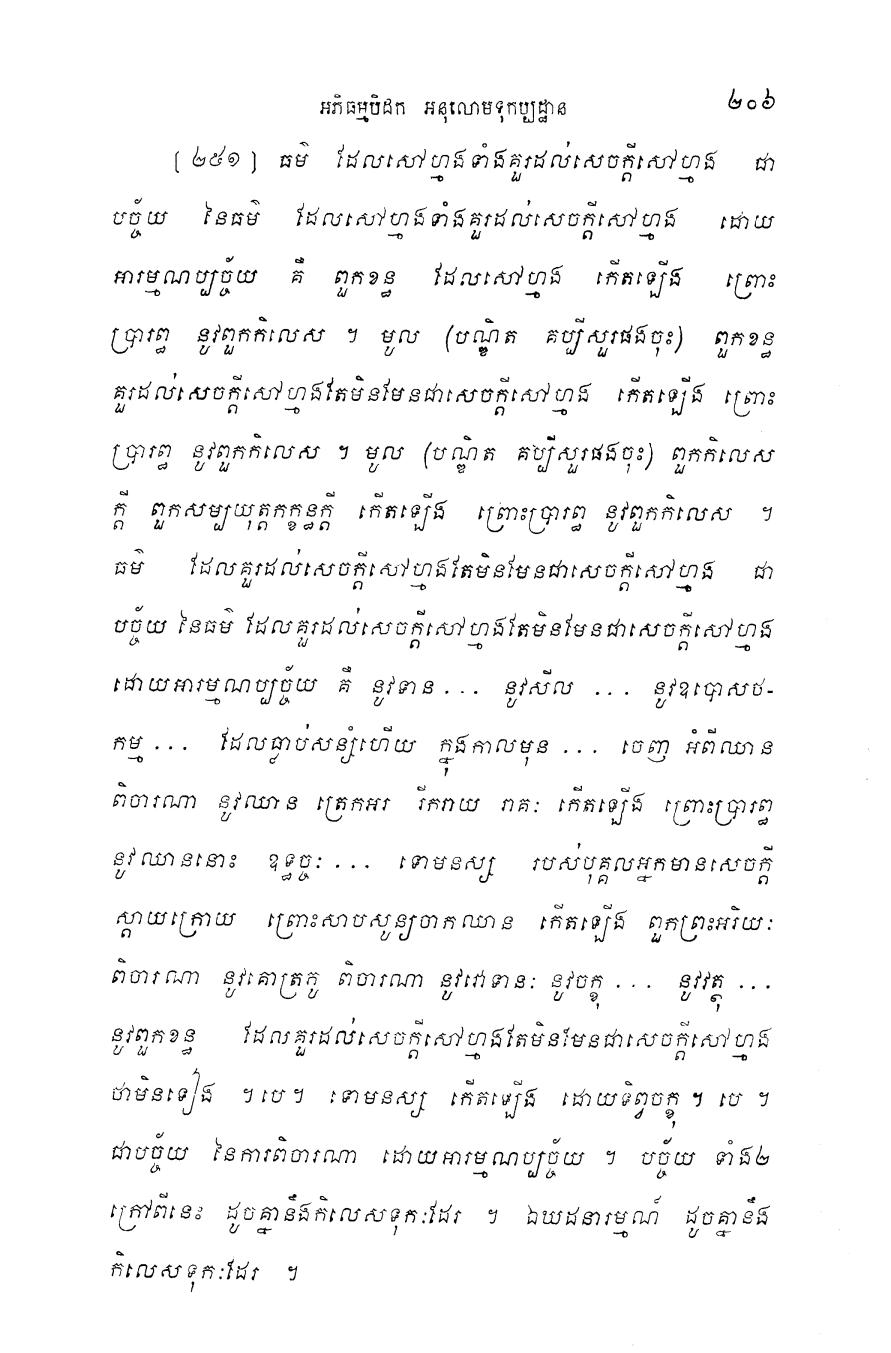 អភិធម្មបិដក អនុលោមទុកប្បដ្ឋាន ២០៦
[២៥១] ធម៌ ដែលសៅហ្មងទាំងគួរដល់សេចក្តីសៅហ្មង ជា
បច្ច័យ នៃធម៌ ដែលសៅហ្មងទាំងគួរដល់សេចក្តីសៅហ្មង ដោយ
អារម្មណប្បច្ច័យ គឺ ពួកខន្ធ ដែលសៅហ្មង កើតឡើង ព្រោះ
ប្រារព្ធ នូវពួកកិលេស ។ មូល (បណ្ឌិត គប្បីសួរផងចុះ) ពួកខន្ធ
គួរដល់សេចក្តីសៅហ្មងតែមិនមែនជាសេចក្តីសៅហ្មង កើតឡើង ព្រោះ
ប្រារព្ធ នូវពួកកិលេស ។ មូល (បណ្ឌិត គប្បីសួរផងចុះ) ពួកកិលេស
ក្តី ពួកសម្បយុត្តកក្ខន្ធក្តី កើតឡើង ព្រោះប្រារព្ធ នូវពួកកិលេស ។
ធម៌ ដែលគួរដល់សេចក្តីសៅហ្មងតែមិនមែនជាសេចក្តីសៅហ្មង ជា
បច្ច័យ នៃធម៌ ដែលគួរដល់សេចក្តីសៅហ្មងតែមិនមែនជាសេចក្តីសៅហ្មង
ដោយអារម្មណប្បច្ច័យ គឺ នូវទាន ... នូវសីល ... នូវឧបោសថ-
កម្ម ... ដែលធ្លាប់សន្សំហើយ ក្នុងកាលមុន ... ចេញ អំពីឈាន
ពិចារណា នូវឈាន ត្រេកអរ រីករាយ រាគៈ កើតឡើង ព្រោះប្រារព្ធ
នូវឈាននោះ ឧទ្ធច្ចៈ ... ទោមនស្ស របស់បុគ្គលអ្នកមានសេចក្តី
ស្តាយក្រោយ ព្រោះសាបសូន្យចាកឈាន កើតឡើង ពួកព្រះអរិយៈ
ពិចារណា នូវគោត្រភូ ពិចារណា នូវវោទានៈ នូវចក្ខុ ... នូវវត្ថុ ...
នូវពួកខន្ធ ដែលគួរដល់សេចក្តីសៅហ្មងតែមិនមែនជាសេចក្តីសៅហ្មង
ថាមិនទៀង ។ បេ ។ ទោមនស្ស កើតឡើង ដោយទិព្វចក្ខុ ។ បេ ។
ជាបច្ច័យ នៃការពិចារណា ដោយអារម្មណប្បច្ច័យ ។ បច្ច័យ ទាំង២
ក្រៅពីនេះ ដូចគ្នានឹងកិលេសទុកៈដែរ ។ ឯឃដនារម្មណ៍ ដូចគ្នានឹង
កិលេសទុកៈដែរ ។